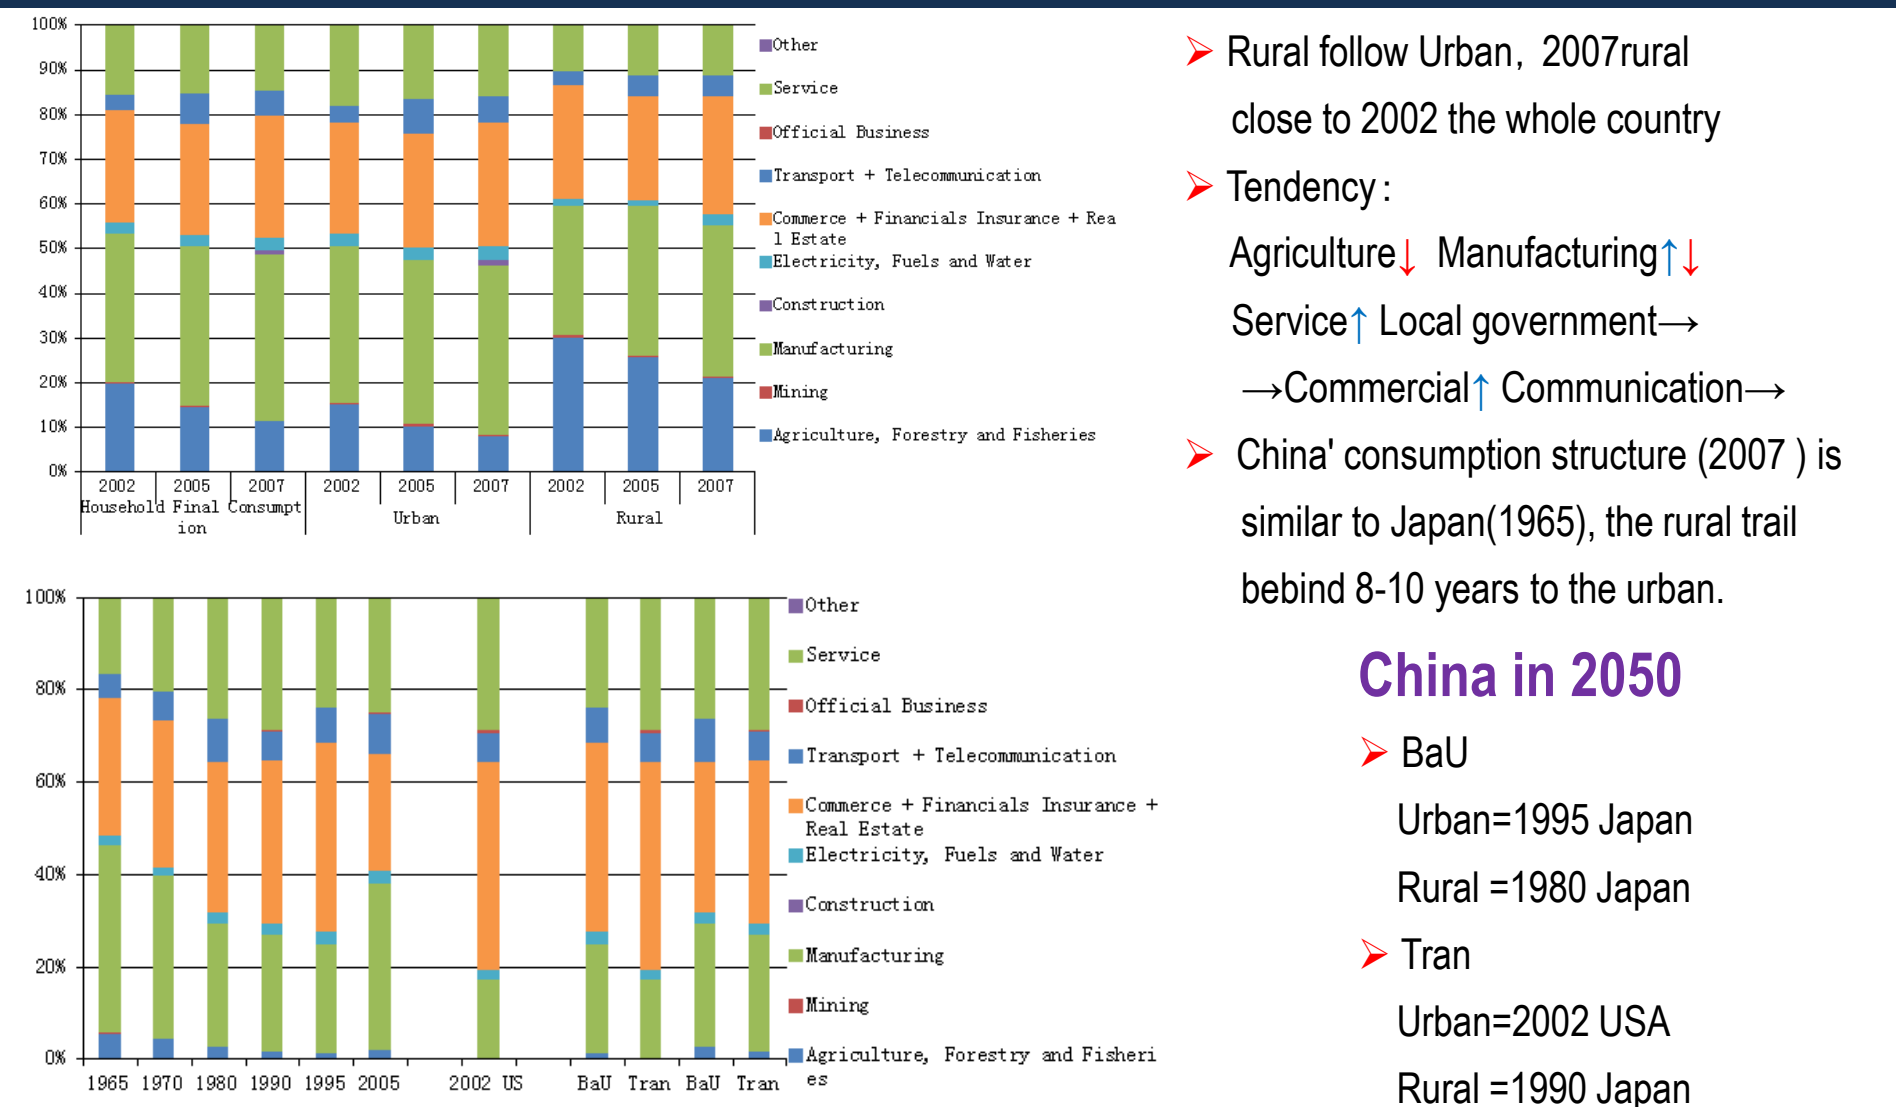 100%
90%
80%
70%
60%
50%
40%
30%
20%
10%
0%
2002 2005 2007 2002 2005 2007 2002 2005 2007
Household Final Consumpt
ion
Urban
Rural
Other
Service
Official Business
Transport + Telecommunication
Commerce + Financials Insurance + Rea
l Estate
Electricity, Fuels and Water
Construction
Manufacturing
Mining
Agriculture, Forestry and Fisheries
100%
80%
60%
40%
20%
0%
1965 1970 1980 1990 1995 2005 2002 US BaU Tran BaU Tran
Other
Service
Official Business
Transport + Telecommunication
Commerce + Financials Insurance +
Real Estate
Electricity, Fuels and Water
Construction
Manufacturing
Mining
Agriculture, Forestry and Fisheri
es
➢ Rural follow Urban, 2007rural
close to 2002 the whole country
➢ Tendency:
Agriculture↓ Manufacturing↑↓
Service↑ Local government→
→Commercial↑ Communication→
➢ China' consumption structure (2007 ) is
similar to Japan(1965), the rural trail
bebind 8-10 years to the urban.
China in 2050
➢ BaU
Urban=1995 Japan
Rural =1980 Japan
➢ Tran
Urban=2002 USA
Rural =1990 Japan